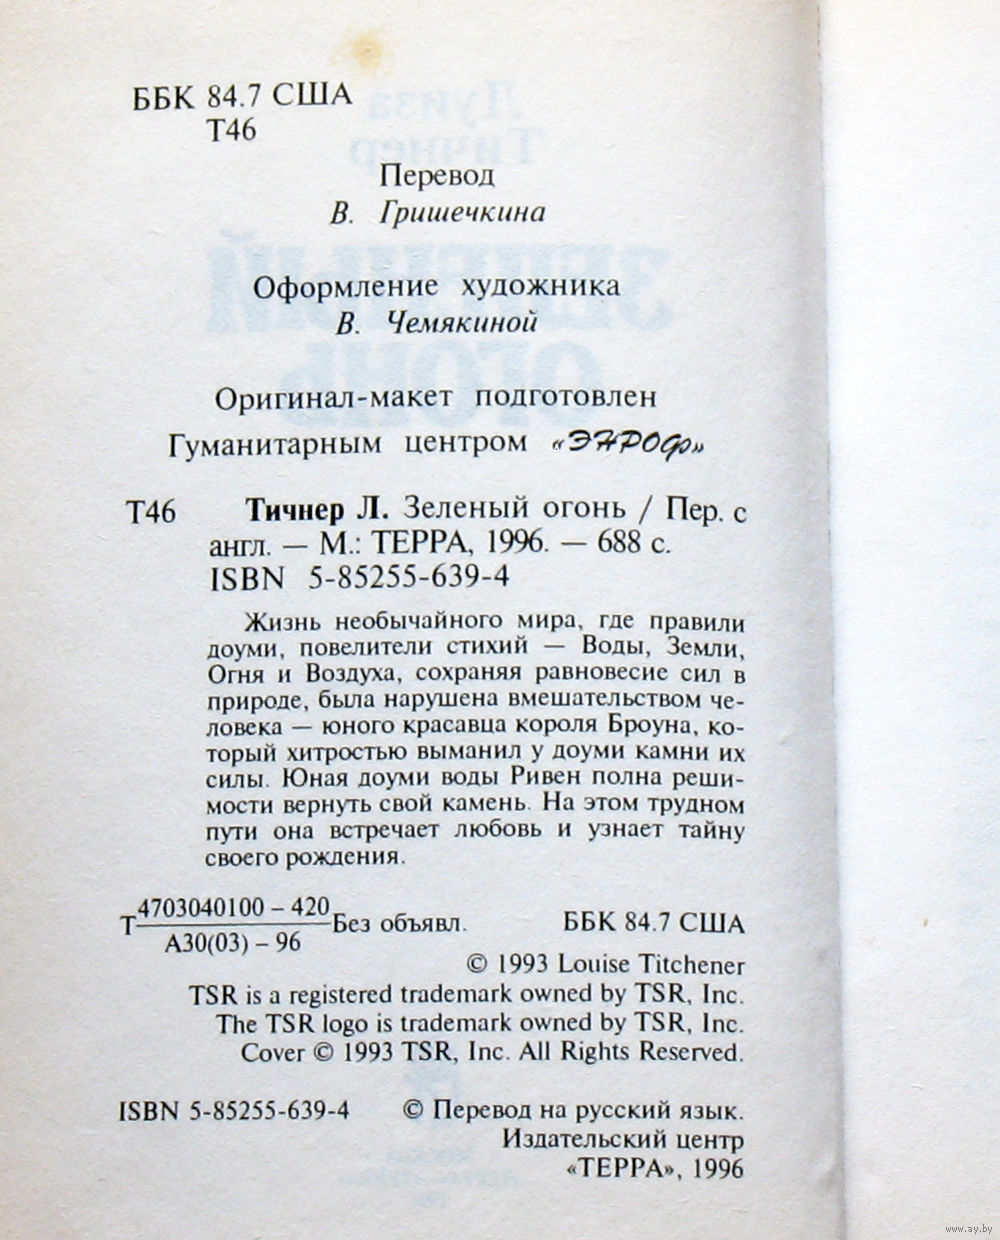 ББК 84.7 США
Т46
Перевод
В. Гришечкина
Оформление художника
В. Чемякиной
Оригинал-макет подготовлен
Гуманитарным центром «ЭНРОФ»
Т46 Тичнер Л. Зеленый огонь / Пер. с
англ. — М.: ТЕРРА, 1996. — 688 с.
ISBN 5-85255-639-4
Жизнь необычайного мира, где правили
доуми, повелители стихий — Воды, Земли,
Огня и Воздуха, сохраняя равновесие сил в
природе, была нарушена вмешательством че-
ловека — юного красавца короля Броуна, ко-
торый хитростью выманил у доуми камни их
силы. Юная доуми воды Ривен полна реши-
мости вернуть свой камень. На этом трудном
пути она встречает любовь и узнает тайну
своего рождения.
Т 4703040100 – 420 Без объявл. ББК 84.7 США
А30(03) – 96
© 1993 Louise Titchener
TSR is a registered trademark owned by TSR, Inc.
The TSR logo is trademark owned by TSR, Inc.
Cover © 1993 TSR, Inc. All Rights Reserved.
ISBN 5-85255-639-4 © Перевод на русский язык.
Издательский центр
«ТЕРРА», 1996
www.ay.by